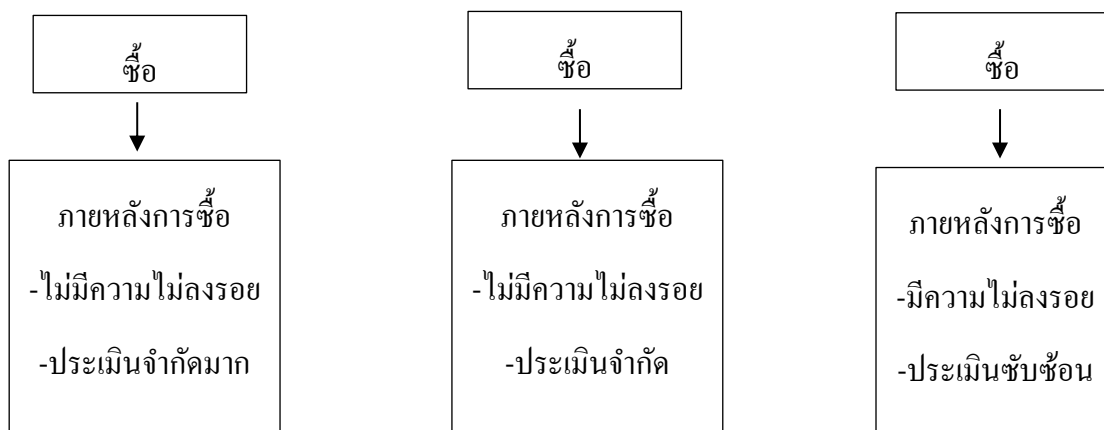 ซื้อ
ภายหลังการซื้อ
-ไม่มีความไม่ลงรอย
-ประเมินจำกัดมาก
ซื้อ
ภายหลังการซื้อ
-ไม่มีความไม่ลงรอย
-ประเมินจำกัด
ซื้อ
ภายหลังการซื้อ
-มีความไม่ลงรอย
-ประเมินซับซ้อน